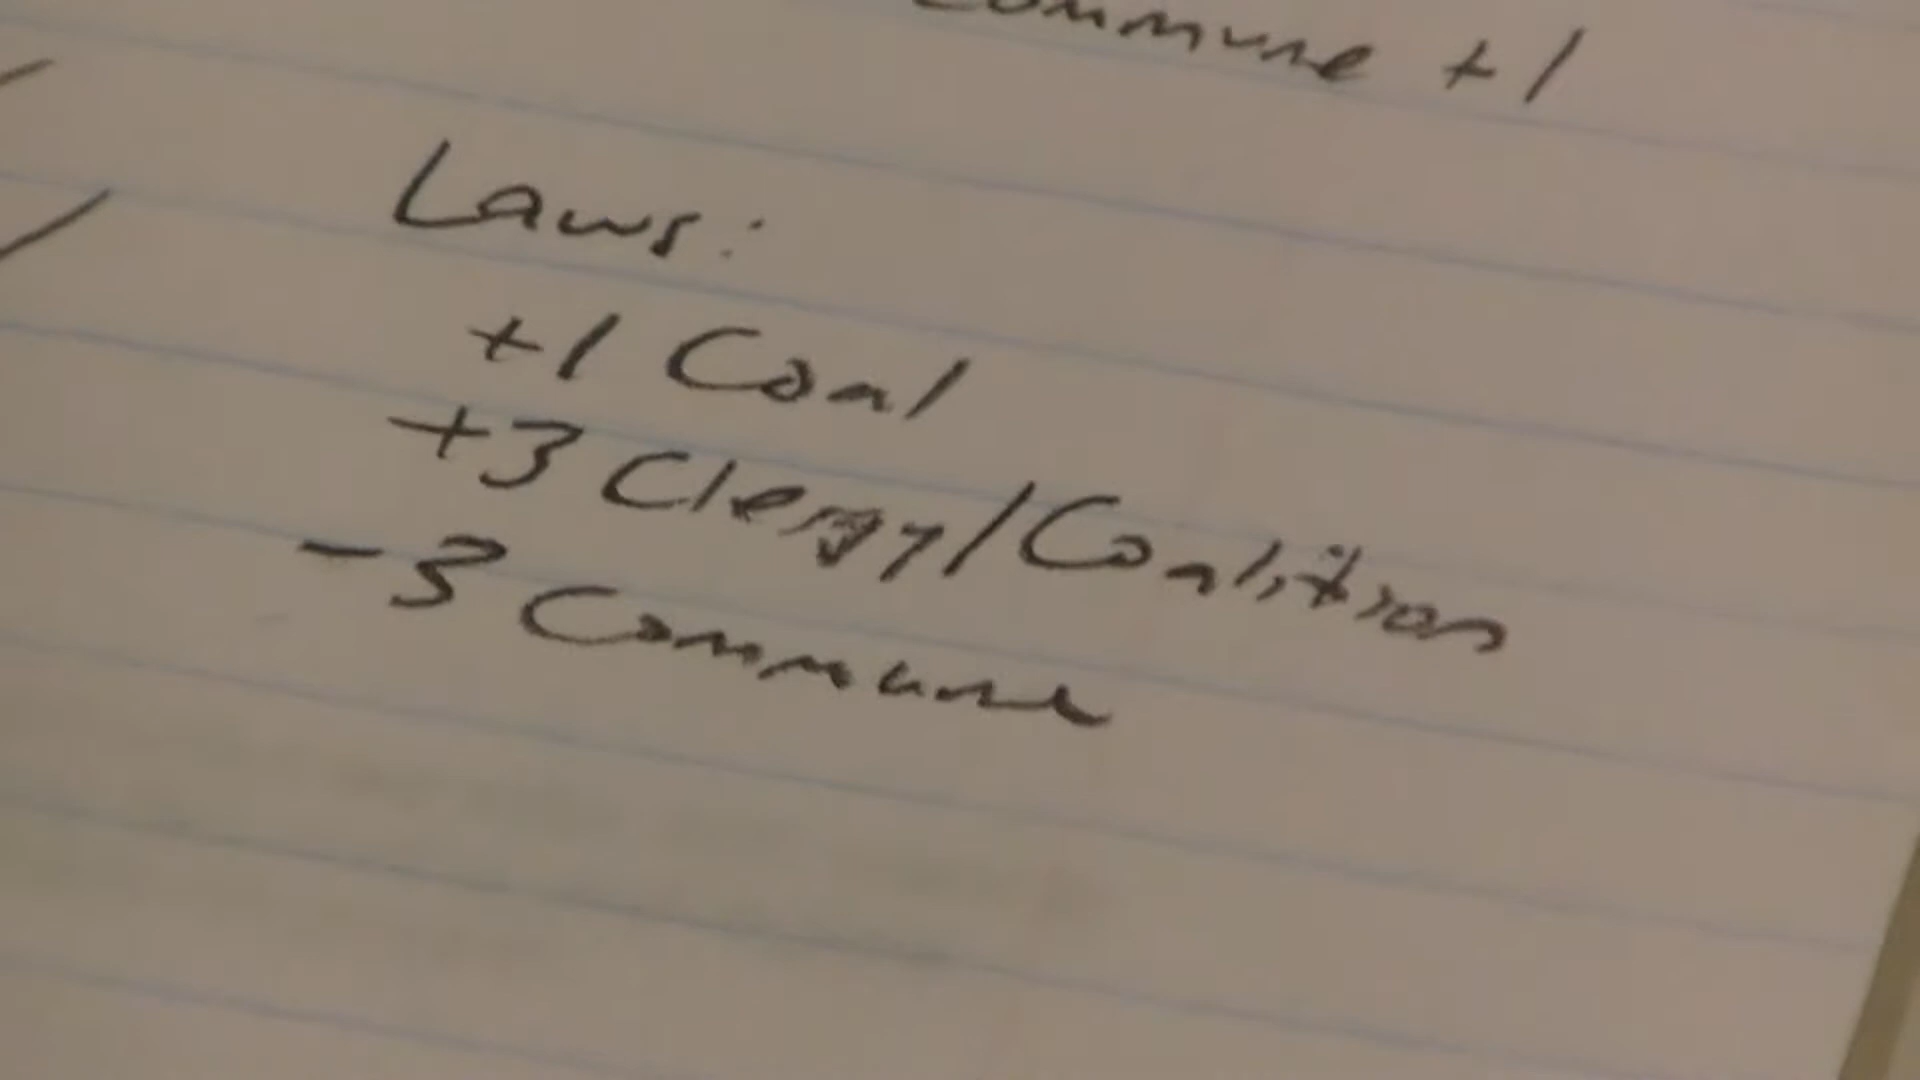 Commune +1
Laws:
+1 Coal
+3 Clergy/Coalition
-3 Commune